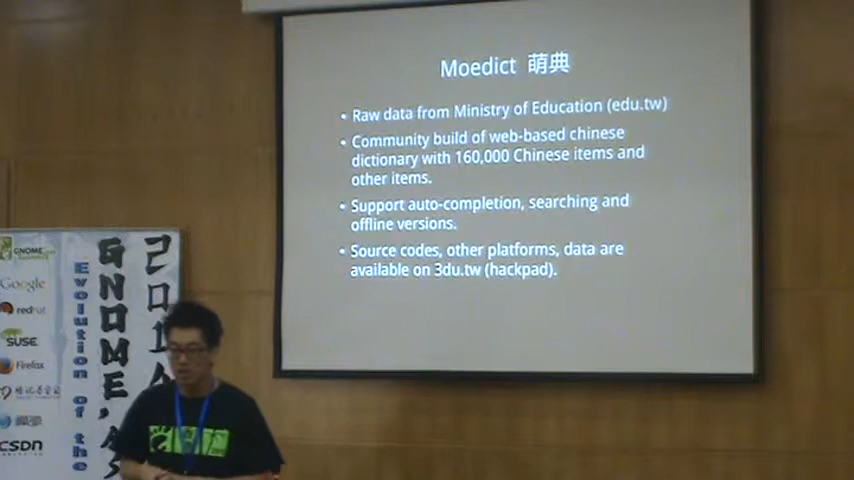 Moedict 萌典
• Raw data from Ministry of Education (edu.tw)
• Community build of web-based chinese
dictionary with 160,000 Chinese items and
other items.
• Support auto-completion, searching and
offline versions.
• Source codes, other platforms, data are
available on 3du.tw (hackpad).
GNOME
Google
redhat
SUSE
Firefox
CSDN
Evolution of the
GNOME,